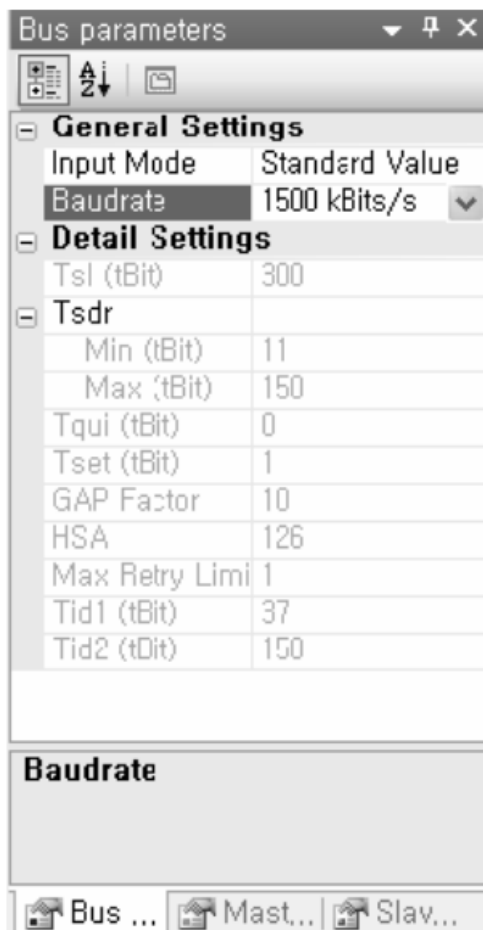 Bus parameters
General Settings
Input Mode Standard Value
Baudrate 1500 kBits/s
Detail Settings
Tsl (tBit) 300
Tsdr
Min (tBit) 11
Max (tBit) 150
Tqui (tBit) 0
Tset (tBit) 1
GAP Factor 10
HSA 126
Max Retry Limi 1
Tid1 (tBit) 37
Tid2 (tBit) 150
Baudrate
Bus ... Mast... Slav...